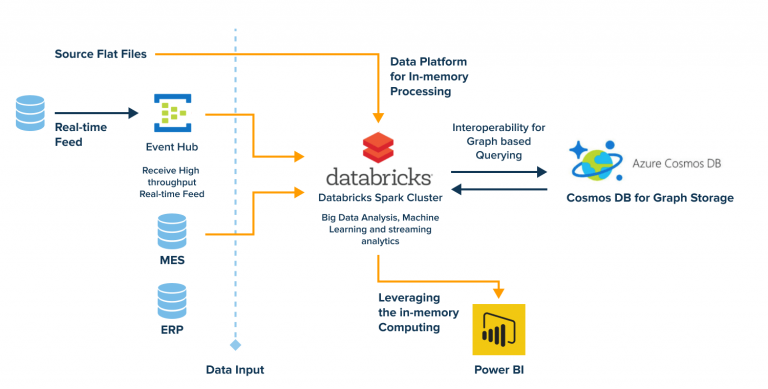 Source Flat Files
Data Platform
for In-memory
Processing
Real-time
Feed
Event Hub
Receive High
throughput
Real-time Feed
databricks
Databricks Spark Cluster
Big Data Analysis, Machine
Learning and streaming
analytics
Interoperability for
Graph based
Querying
Azure Cosmos DB
Cosmos DB for Graph Storage
MES
ERP
Leveraging
the in-memory
Computing
Data Input
Power BI